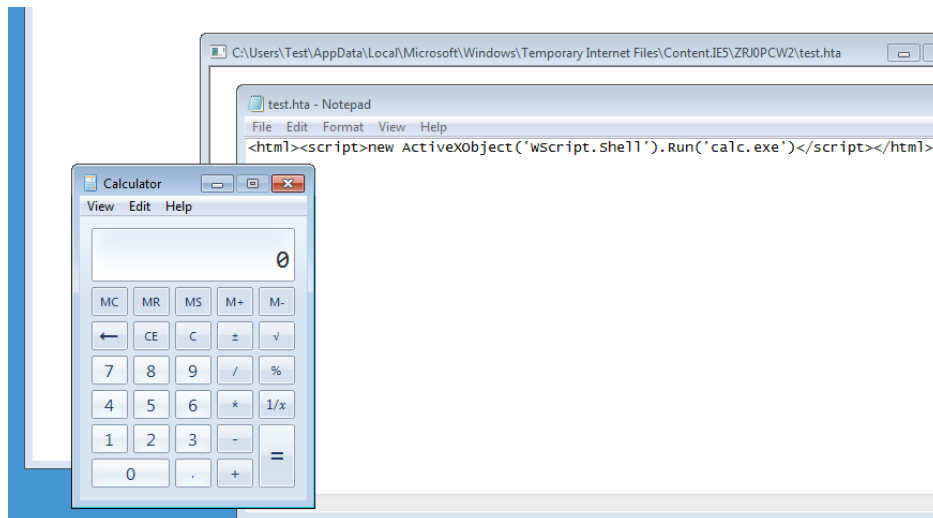 C:\Users\Test\AppData\Local\Microsoft\Windows\Temporary Internet Files\Content.IE5\ZRJ0PCW2\test.hta
test.hta - Notepad
File Edit Format View Help
<html><script>new ActiveXObject('WScript.Shell').Run('calc.exe')</script></html>
Calculator
View Edit Help
0
MC MR MS M+ M-
← CE C ± √
7 8 9 / %
4 5 6 * 1/x
1 2 3 - =
0 . +